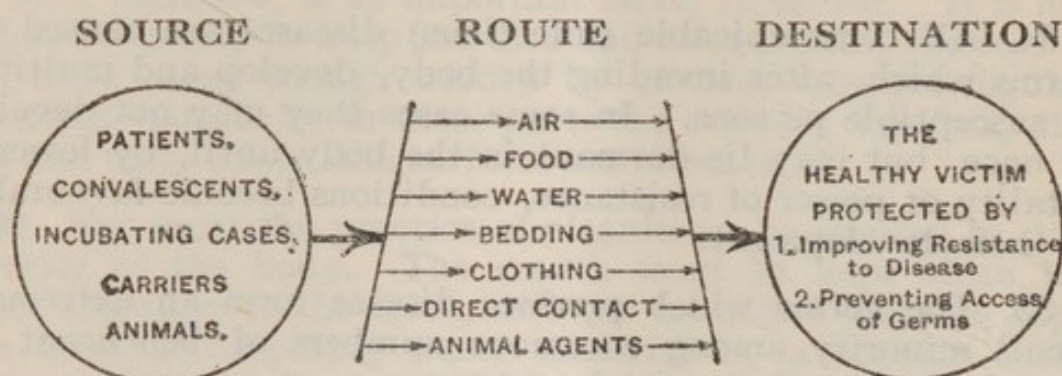 SOURCE
ROUTE
DESTINATION
PATIENTS.
CONVALESCENTS.
INCUBATING CASES.
CARRIERS
ANIMALS.
AIR
FOOD
WATER
BEDDING
CLOTHING
DIRECT CONTACT
ANIMAL AGENTS
THE
HEALTHY VICTIM
PROTECTED BY
1. Improving Resistance
to Disease
2. Preventing Access
of Germs